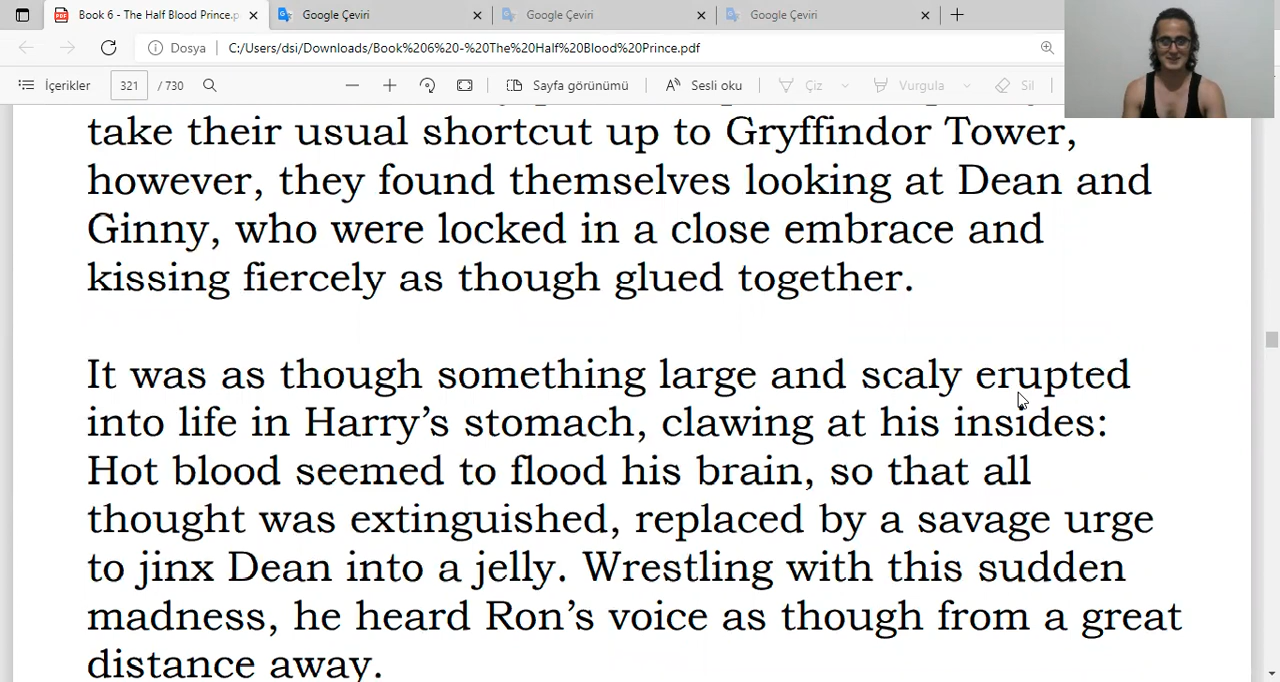 Book 6 - The Half Blood Prince.p
Google Çeviri
Google Çeviri
Google Çeviri
Dosya
C:/Users/dsi/Downloads/Book%206%20-%20The%20Half%20Blood%20Prince.pdf
İçerikler
321
/ 730
Sayfa görünümü
Sesli oku
Çiz
Vurgula
Sil
take their usual shortcut up to Gryffindor Tower,
however, they found themselves looking at Dean and
Ginny, who were locked in a close embrace and
kissing fiercely as though glued together.
It was as though something large and scaly erupted
into life in Harry’s stomach, clawing at his insides:
Hot blood seemed to flood his brain, so that all
thought was extinguished, replaced by a savage urge
to jinx Dean into a jelly. Wrestling with this sudden
madness, he heard Ron’s voice as though from a great
distance away.